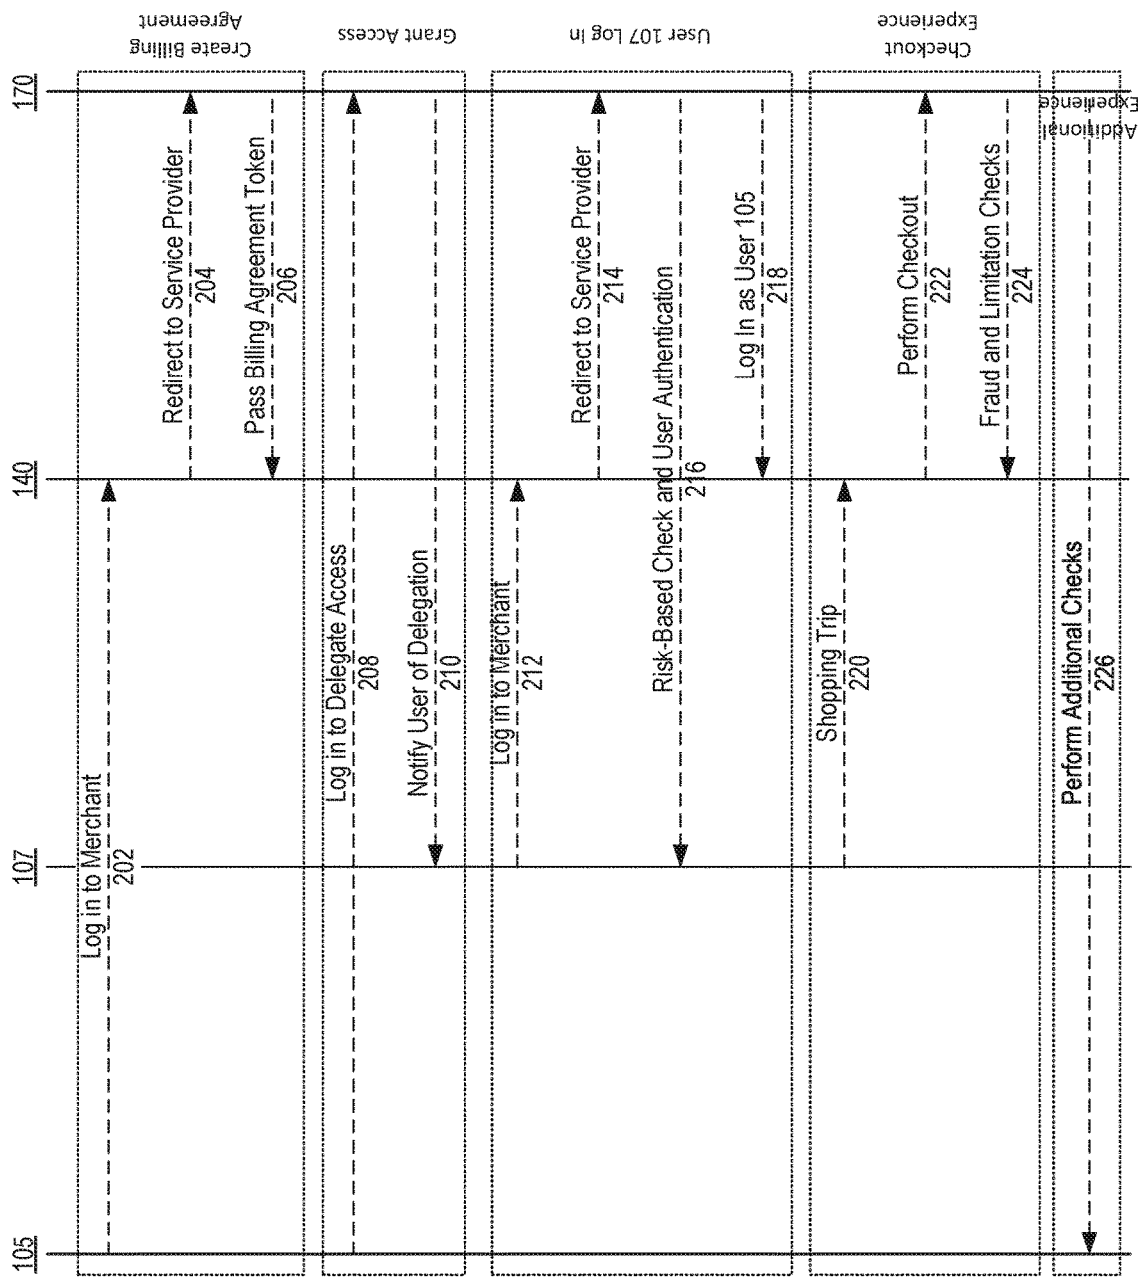 105
107
140
170
Create Billing
Agreement
Log in to Merchant
202
Redirect to Service Provider
204
Pass Billing Agreement Token
206
Grant Access
Log in to Delegate Access
208
Notify User of Delegation
210
User 107 Log In
Log in to Merchant
212
Redirect to Service Provider
214
Risk-Based Check and User Authentication
216
Log In as User 105
218
Checkout
Experience
Shopping Trip
220
Perform Checkout
222
Fraud and Limitation Checks
224
Additional
Experience
Perform Additional Checks
226